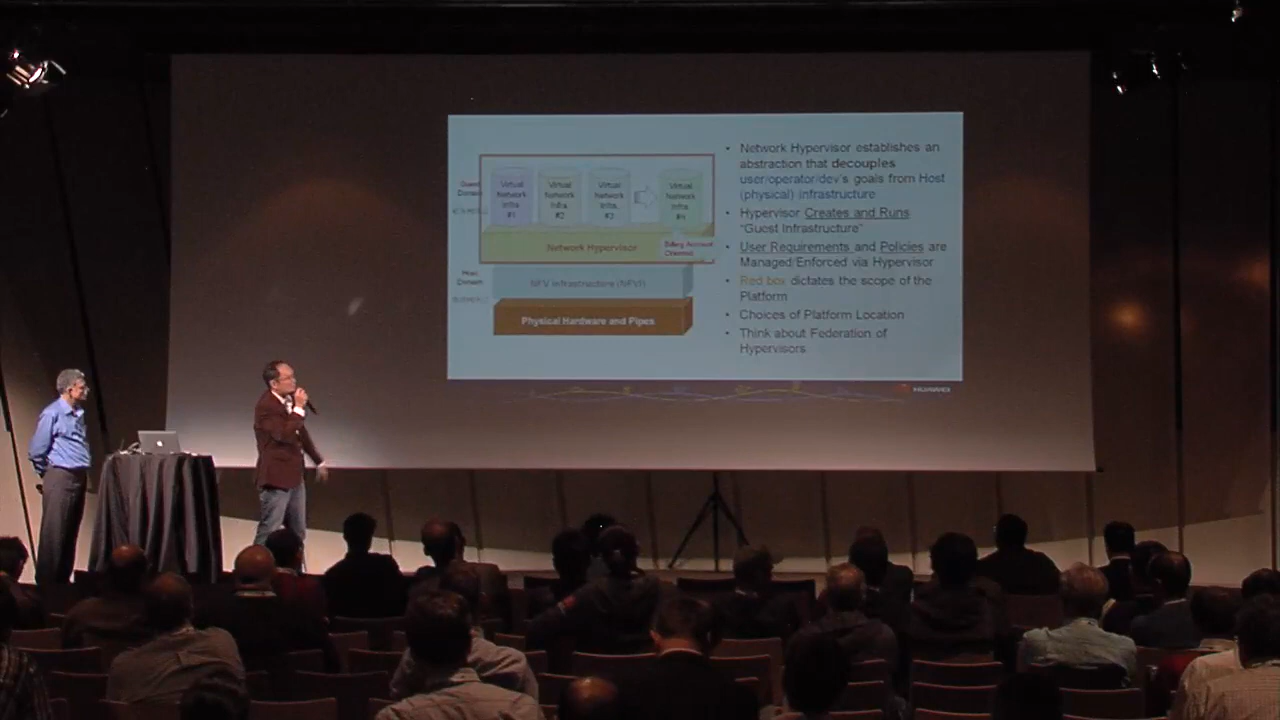 Virtual
Network
Infra.
#1
Virtual
Network
Infra.
#2
Virtual
Network
Infra.
#3
Virtual
Network
Infra.
Network Hypervisor
Host
Domain
NFV Infrastructure (NFVI)
Physical Hardware and Pipes
• Network Hypervisor establishes an
abstraction that decouples
user/operator/dev's goals from Host
(physical) infrastructure
• Hypervisor Creates and Runs
"Guest Infrastructure"
• User Requirements and Policies are
Managed/Enforced via Hypervisor
• Red box dictates the scope of the
Platform
• Choices of Platform Location
• Think about Federation of
Hypervisors
HUAWEI